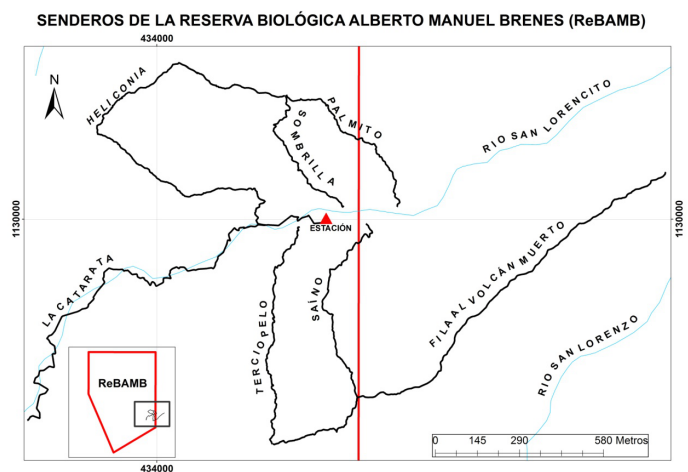 SENDEROS DE LA RESERVA BIOLÓGICA ALBERTO MANUEL BRENES (ReBAMB)
434000
N
HELICONIA
SOMBRILLA
PALMITO
RIO SAN LORENCITO
1130000
1130000
ESTACIÓN
LA CATARATA
TERCIOPELO
SAÍNO
FILA AL VOLCÁN MUERTO
RIO SAN LORENZO
ReBAMB
0 145 290 580 Metros
434000